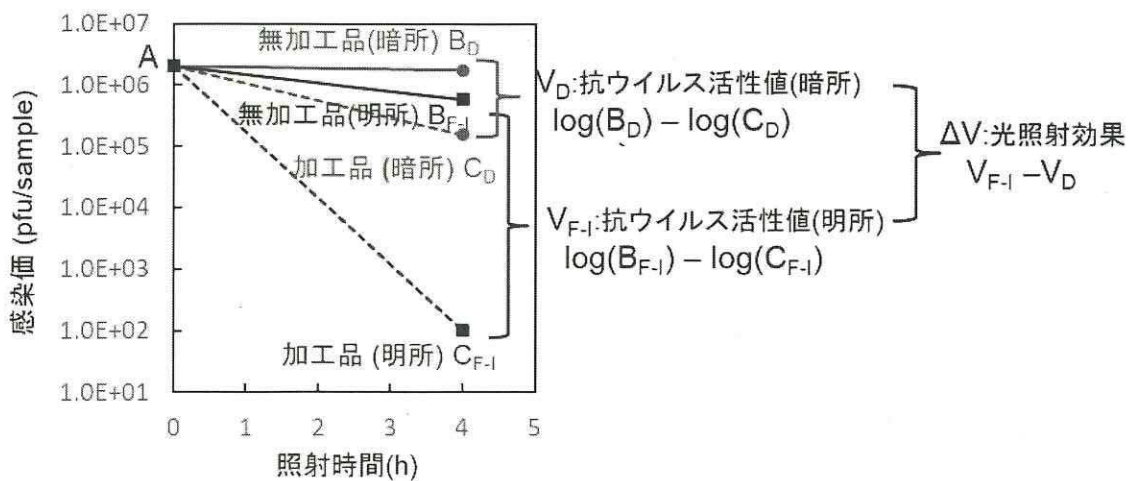 感染価 (pfu/sample)
1.0E+07
1.0E+06
1.0E+05
1.0E+04
1.0E+03
1.0E+02
1.0E+01
A
無加工品(暗所) B_D
無加工品(明所) B_F-I
加工品 (暗所) C_D
加工品 (明所) C_F-I
0 1 2 3 4 5
照射時間(h)
V_D:抗ウイルス活性値(暗所)
log(B_D) – log(C_D)
V_F-I:抗ウイルス活性値(明所)
log(B_F-I) – log(C_F-I)
ΔV:光照射効果
V_F-I –V_D